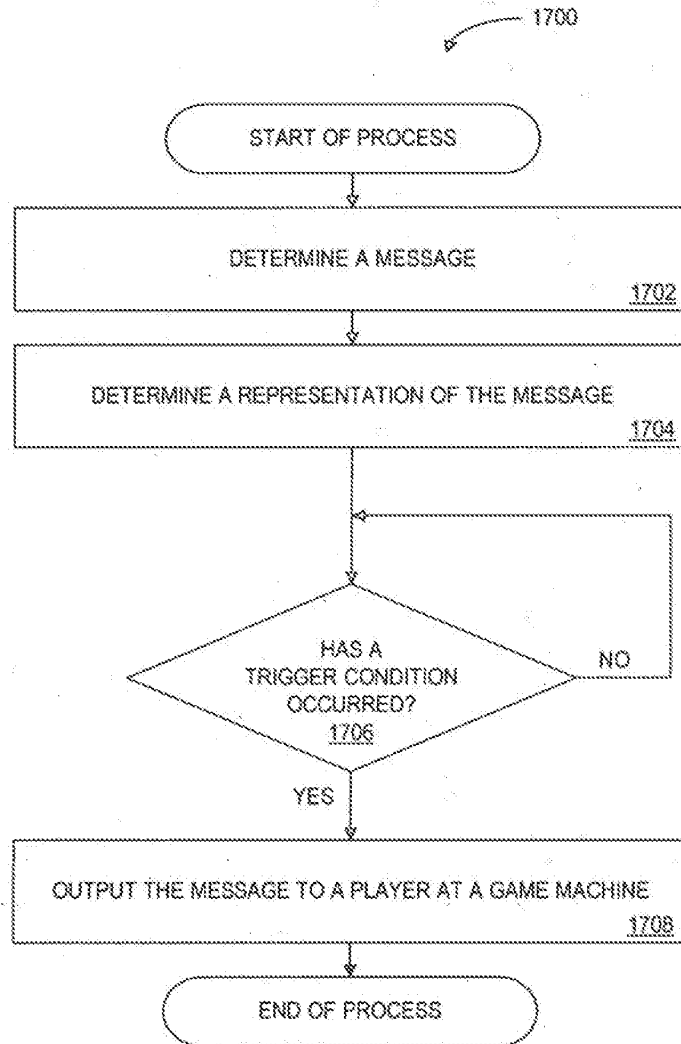 1700
START OF PROCESS
DETERMINE A MESSAGE
1702
DETERMINE A REPRESENTATION OF THE MESSAGE
1704
HAS A
TRIGGER CONDITION
OCCURRED?
1706
NO
YES
OUTPUT THE MESSAGE TO A PLAYER AT A GAME MACHINE
1708
END OF PROCESS